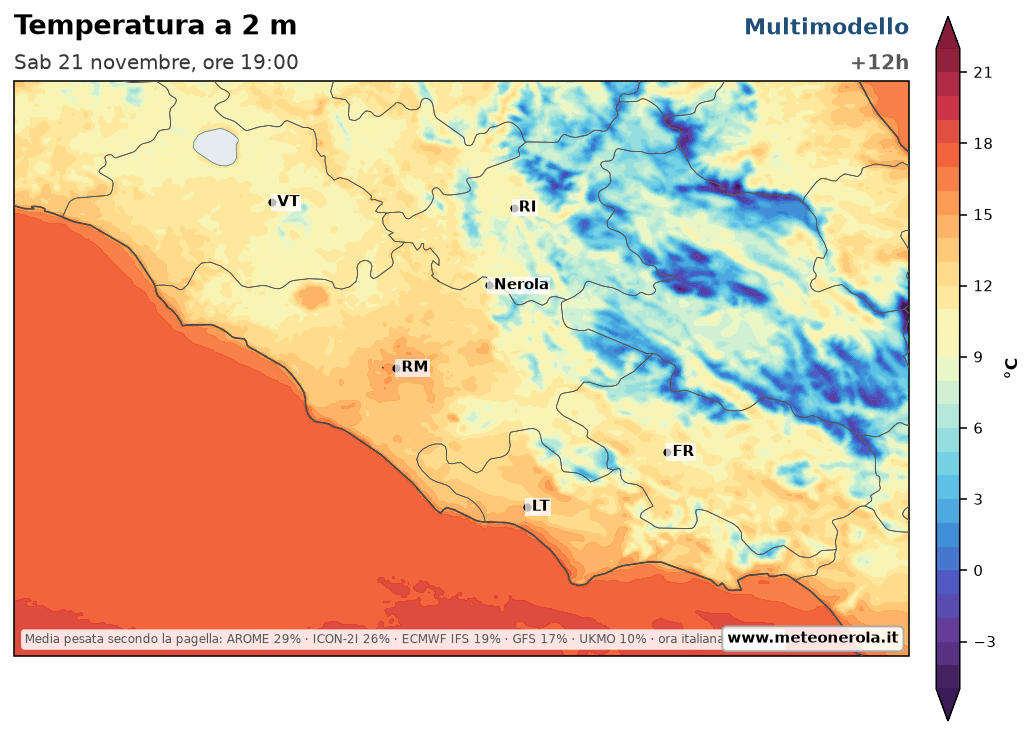 Temperatura a 2 m
Multimodello
Sab 21 novembre, ore 19:00
+12h
VT
RI
Nerola
RM
FR
LT
21
18
15
12
9
6
3
0
−3
°C
Media pesata secondo la pagella: AROME 29% · ICON-2I 26% · ECMWF IFS 19% · GFS 17% · UKMO 10% · ora italiana
www.meteonerola.it